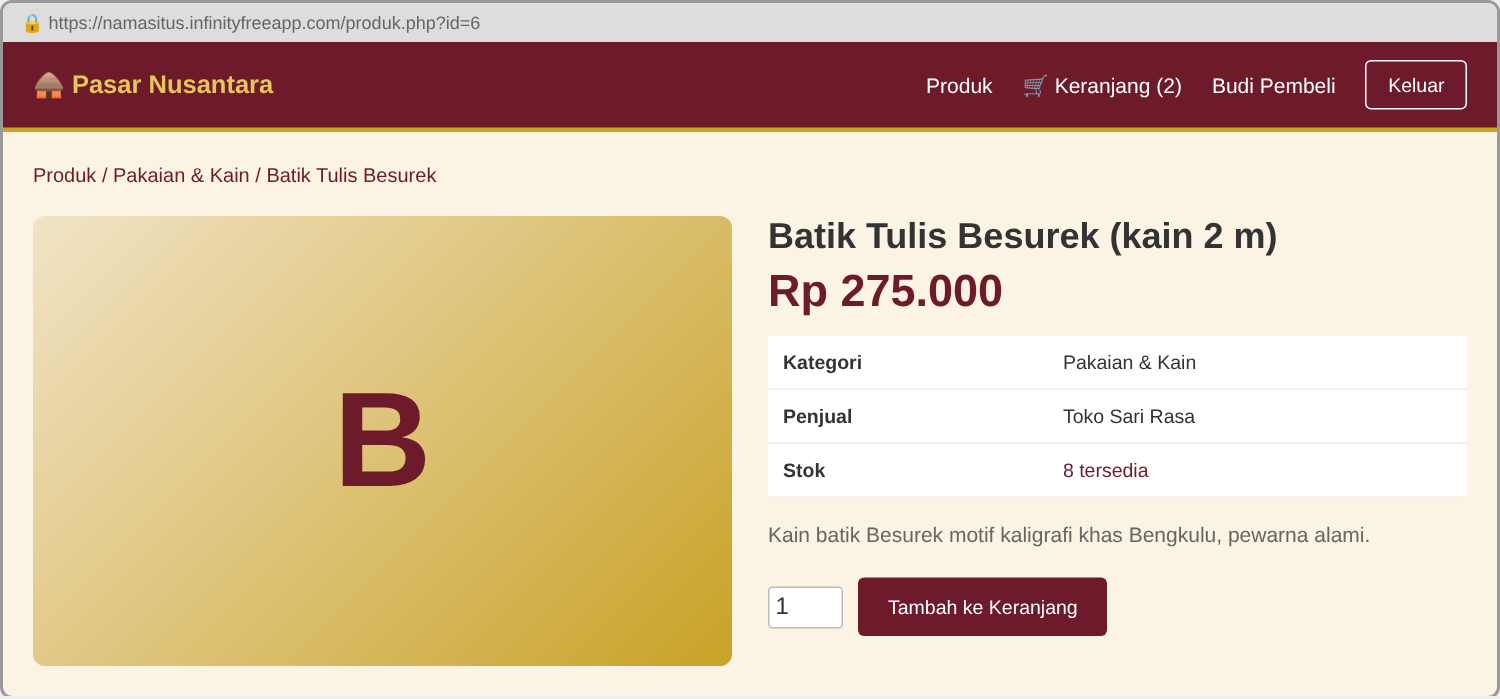 https://namasitus.infinityfreeapp.com/produk.php?id=6
Pasar Nusantara
Produk
Keranjang (2)
Budi Pembeli
Keluar
Produk / Pakaian & Kain / Batik Tulis Besurek
B
Batik Tulis Besurek (kain 2 m)
Rp 275.000
Kategori Pakaian & Kain
Penjual Toko Sari Rasa
Stok 8 tersedia
Kain batik Besurek motif kaligrafi khas Bengkulu, pewarna alami.
1
Tambah ke Keranjang